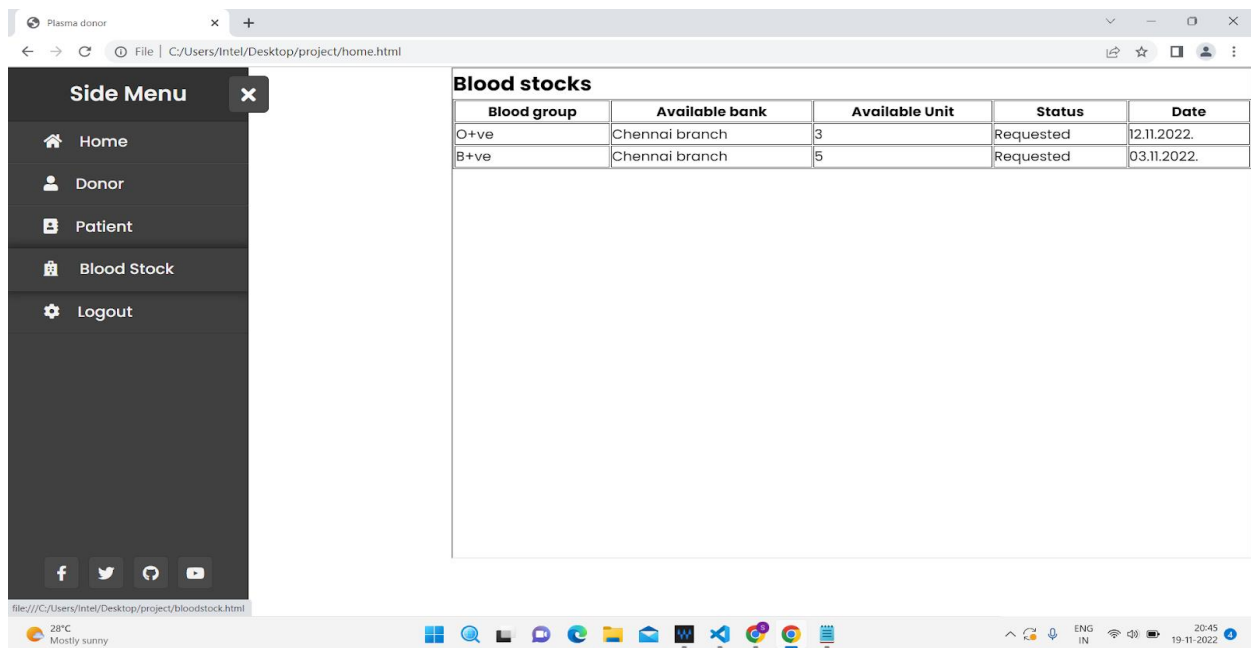 Plasma donor
File | C:/Users/Intel/Desktop/project/home.html
Side Menu
Home
Donor
Patient
Blood Stock
Logout
Blood stocks
Blood group Available bank Available Unit Status Date
O+ve Chennai branch 3 Requested 12.11.2022.
B+ve Chennai branch 5 Requested 03.11.2022.
file:///C:/Users/Intel/Desktop/project/bloodstock.html
28°C
Mostly sunny
ENG
IN
20:45
19-11-2022
4